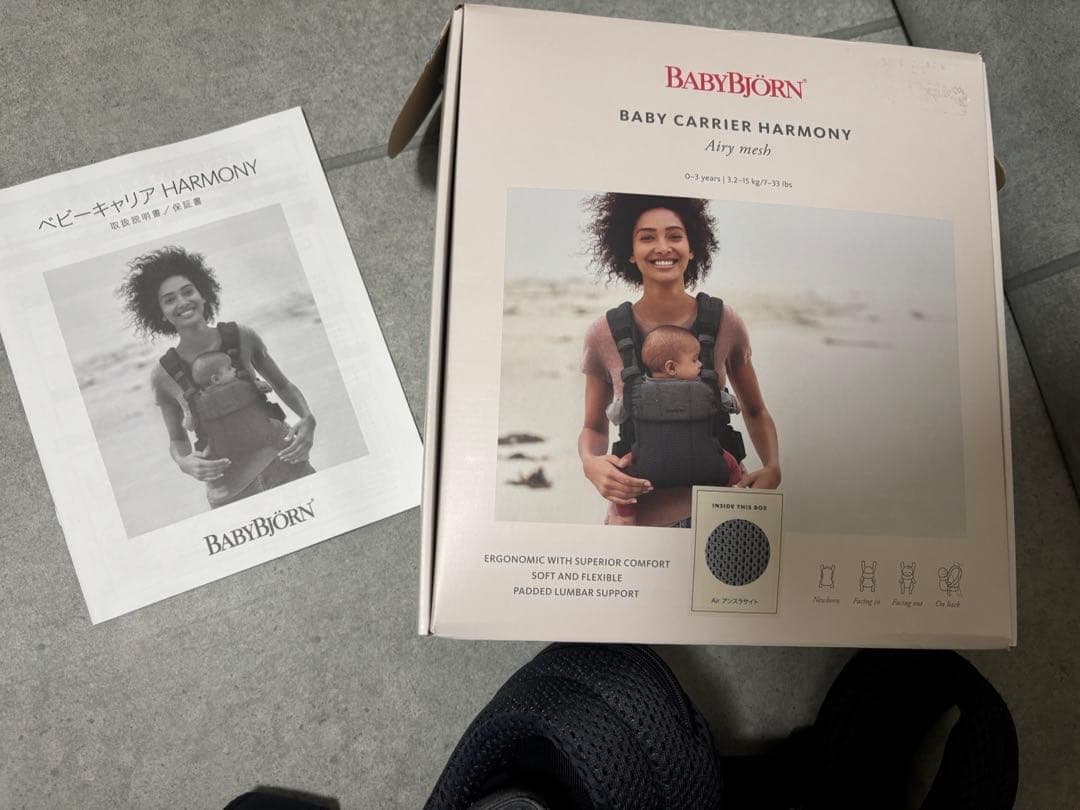 ベビーキャリア HARMONY
取扱説明書／保証書
BABYBJÖRN®
BABYBJÖRN®
BABY CARRIER HARMONY
Airy mesh
0–3 years | 3.2–15 kg/7–33 lbs
INSIDE THIS BOX
Air アンスラサイト
ERGONOMIC WITH SUPERIOR COMFORT
SOFT AND FLEXIBLE
PADDED LUMBAR SUPPORT
Newborn Facing in Facing out On back